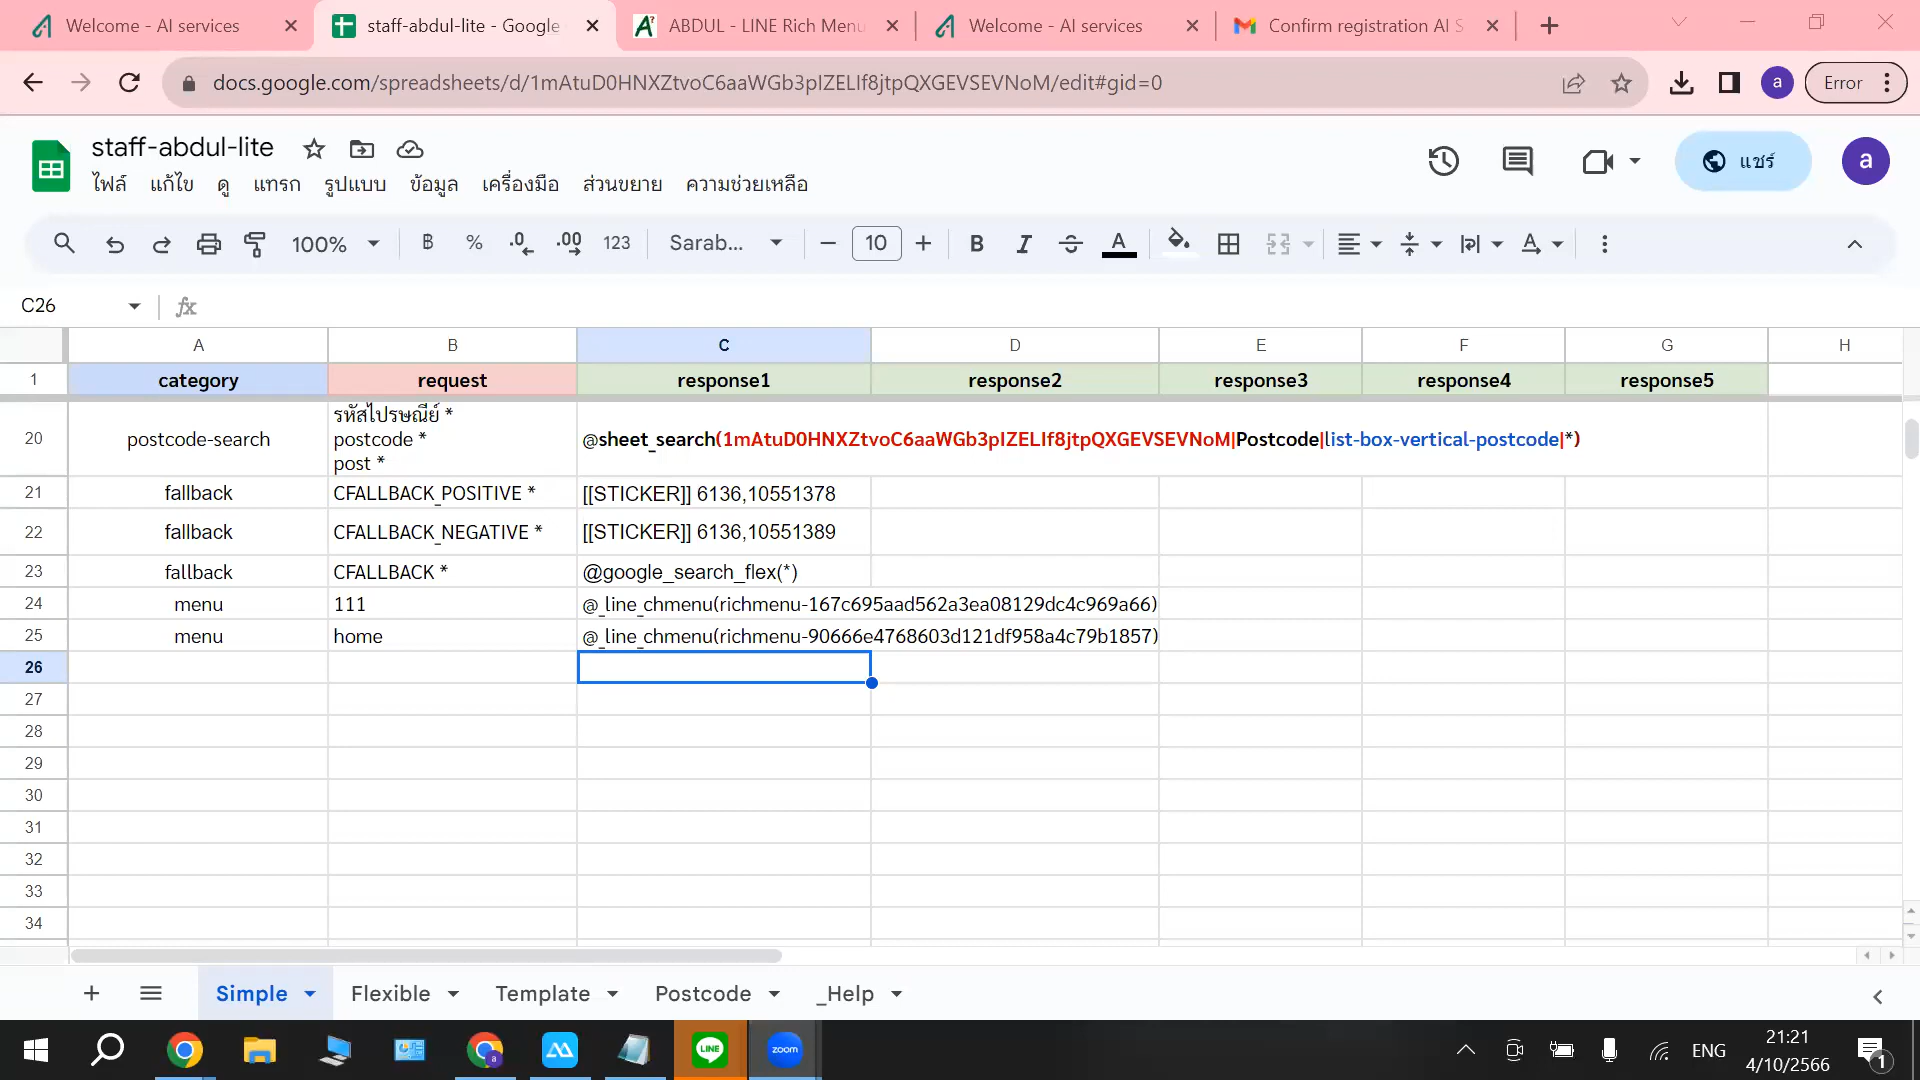 Welcome - AI services
staff-abdul-lite - Google
ABDUL - LINE Rich Menu
Welcome - AI services
Confirm registration AI S
docs.google.com/spreadsheets/d/1mAtuD0HNXZtvoC6aaWGb3pIZELIf8jtpQXGEVSEVNoM/edit#gid=0
a
Error
staff-abdul-lite
ไฟล์ แก้ไข ดู แทรก รูปแบบ ข้อมูล เครื่องมือ ส่วนขยาย ความช่วยเหลือ
แชร์
a
100% B % .0 .00 123 Sarab... 10 B I S A A
C26 fx
A B C D E F G H
1 category request response1 response2 response3 response4 response5
รหัสไปรษณีย์ *
20 postcode-search postcode * @sheet_search(1mAtuD0HNXZtvoC6aaWGb3pIZELIf8jtpQXGEVSEVNoM|Postcode|list-box-vertical-postcode|*)
post *
21 fallback CFALLBACK_POSITIVE * [[STICKER]] 6136,10551378
22 fallback CFALLBACK_NEGATIVE * [[STICKER]] 6136,10551389
23 fallback CFALLBACK * @google_search_flex(*)
24 menu 111 @_line_chmenu(richmenu-167c695aad562a3ea08129dc4c969a66)
25 menu home @_line_chmenu(richmenu-90666e4768603d121df958a4c79b1857)
26
27
28
29
30
31
32
33
34
Simple Flexible Template Postcode _Help
LINE zoom
ENG
21:21
4/10/2566
1